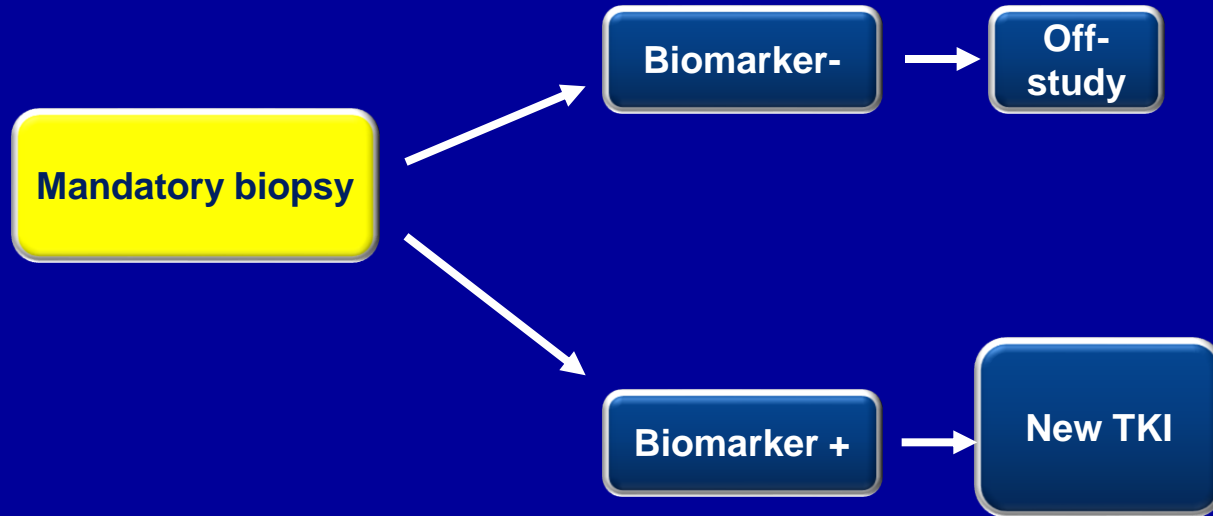 Mandatory biopsy
Biomarker-
Off-
study
Biomarker +
New TKI